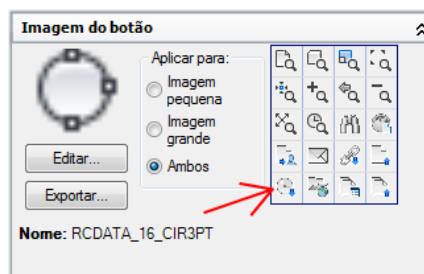 Imagem do botão
Aplicar para:
Imagem
pequena
Imagem
grande
Ambos
Editar...
Exportar...
Nome: RCDATA_16_CIR3PT